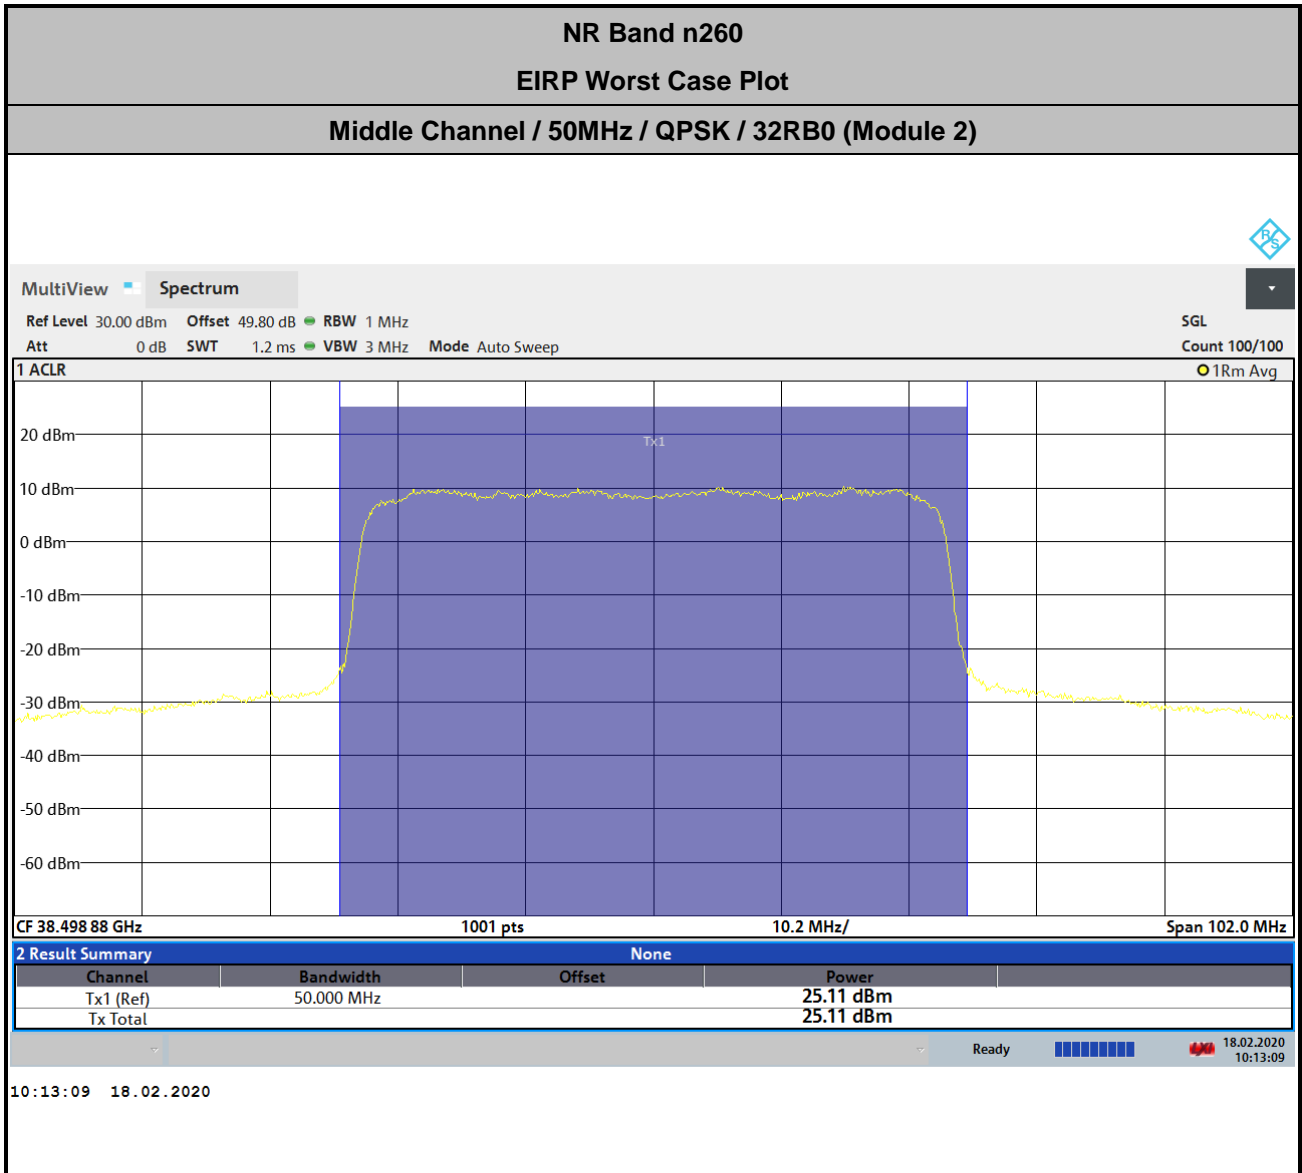 NR Band n260
EIRP Worst Case Plot
Middle Channel / 50MHz / QPSK / 32RB0 (Module 2)
R&S
MultiView Spectrum
Ref Level 30.00 dBm Offset 49.80 dB RBW 1 MHz SGL
Att 0 dB SWT 1.2 ms VBW 3 MHz Mode Auto Sweep Count 100/100
1 ACLR 1Rm Avg
Tx1
20 dBm
10 dBm
0 dBm
-10 dBm
-20 dBm
-30 dBm
-40 dBm
-50 dBm
-60 dBm
CF 38.498 88 GHz 1001 pts 10.2 MHz/ Span 102.0 MHz
2 Result Summary None
Channel Bandwidth Offset Power
Tx1 (Ref) 50.000 MHz 25.11 dBm
Tx Total 25.11 dBm
Ready 18.02.2020
10:13:09
10:13:09 18.02.2020